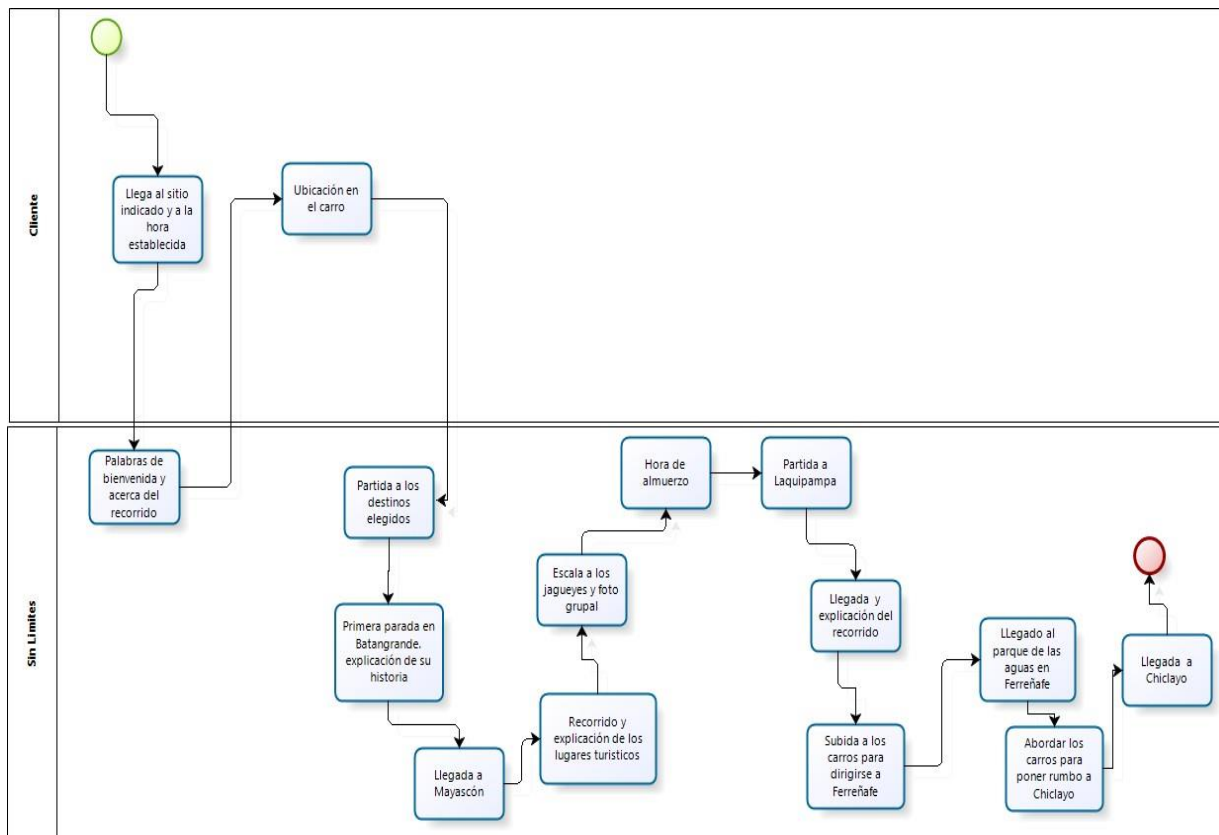 Cliente
Llega al sitio
indicado y a la
hora
establecida
Ubicación en
el carro
Sin Limites
Palabras de
bienvenida y
acerca del
recorrido
Partida a los
destinos
elegidos
Primera parada en
Batangrande.
explicación de su
historia
Llegada a
Mayascón
Recorrido y
explicación de los
lugares turisticos
Escala a los
jagueyes y foto
grupal
Hora de
almuerzo
Partida a
Laquipampa
Llegada y
explicación del
recorrido
Subida a los
carros para
dirigirse a
Ferreñafe
LLegado al
parque de las
aguas en
Ferreñafe
Abordar los
carros para
poner rumbo a
Chiclayo
Llegada a
Chiclayo